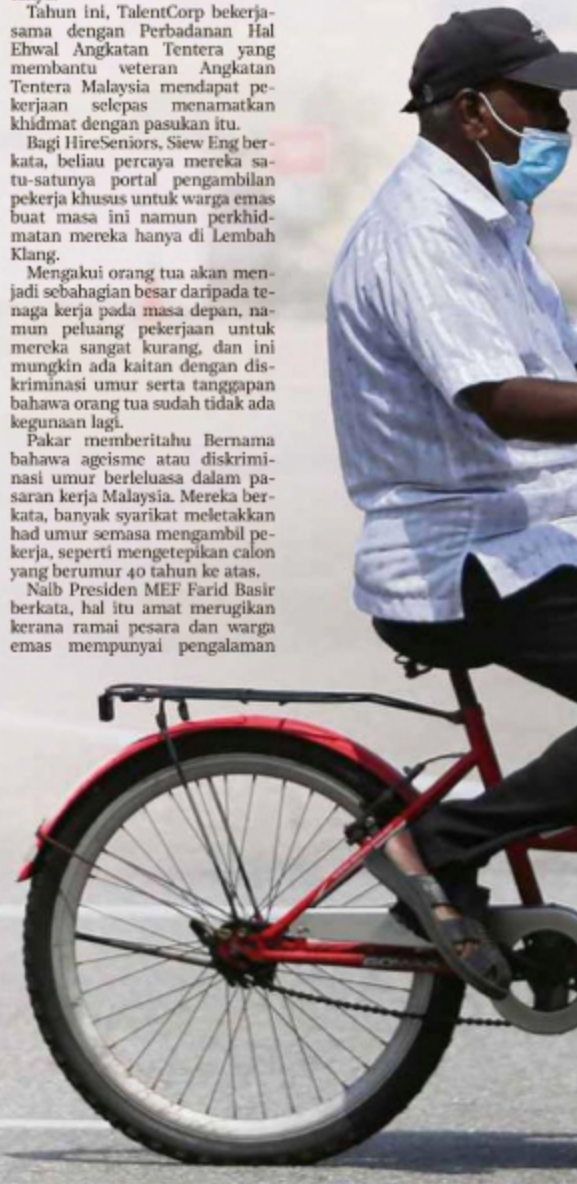 Tahun ini, TalentCorp bekerja-
sama dengan Perbadanan Hal
Ehwal Angkatan Tentera yang
membantu veteran Angkatan
Tentera Malaysia mendapat pe-
kerjaan selepas menamatkan
khidmat dengan pasukan itu.
Bagi HireSeniors, Siew Eng ber-
kata, beliau percaya mereka sa-
tu-satunya portal pengambilan
pekerja khusus untuk warga emas
buat masa ini namun perkhid-
matan mereka hanya di Lembah
Klang.
Mengakui orang tua akan men-
jadi sebahagian besar daripada te-
naga kerja pada masa depan, na-
mun peluang pekerjaan untuk
mereka sangat kurang, dan ini
mungkin ada kaitan dengan dis-
kriminasi umur serta tanggapan
bahawa orang tua sudah tidak ada
kegunaan lagi.
Pakar memberitahu Bernama
bahawa ageisme atau diskrimi-
nasi umur berleluasa dalam pa-
saran kerja Malaysia. Mereka ber-
kata, banyak syarikat meletakkan
had umur semasa mengambil pe-
kerja, seperti mengetepikan calon
yang berumur 40 tahun ke atas.
Naib Presiden MEF Farid Basir
berkata, hal itu amat merugikan
kerana ramai pesara dan warga
emas mempunyai pengalaman